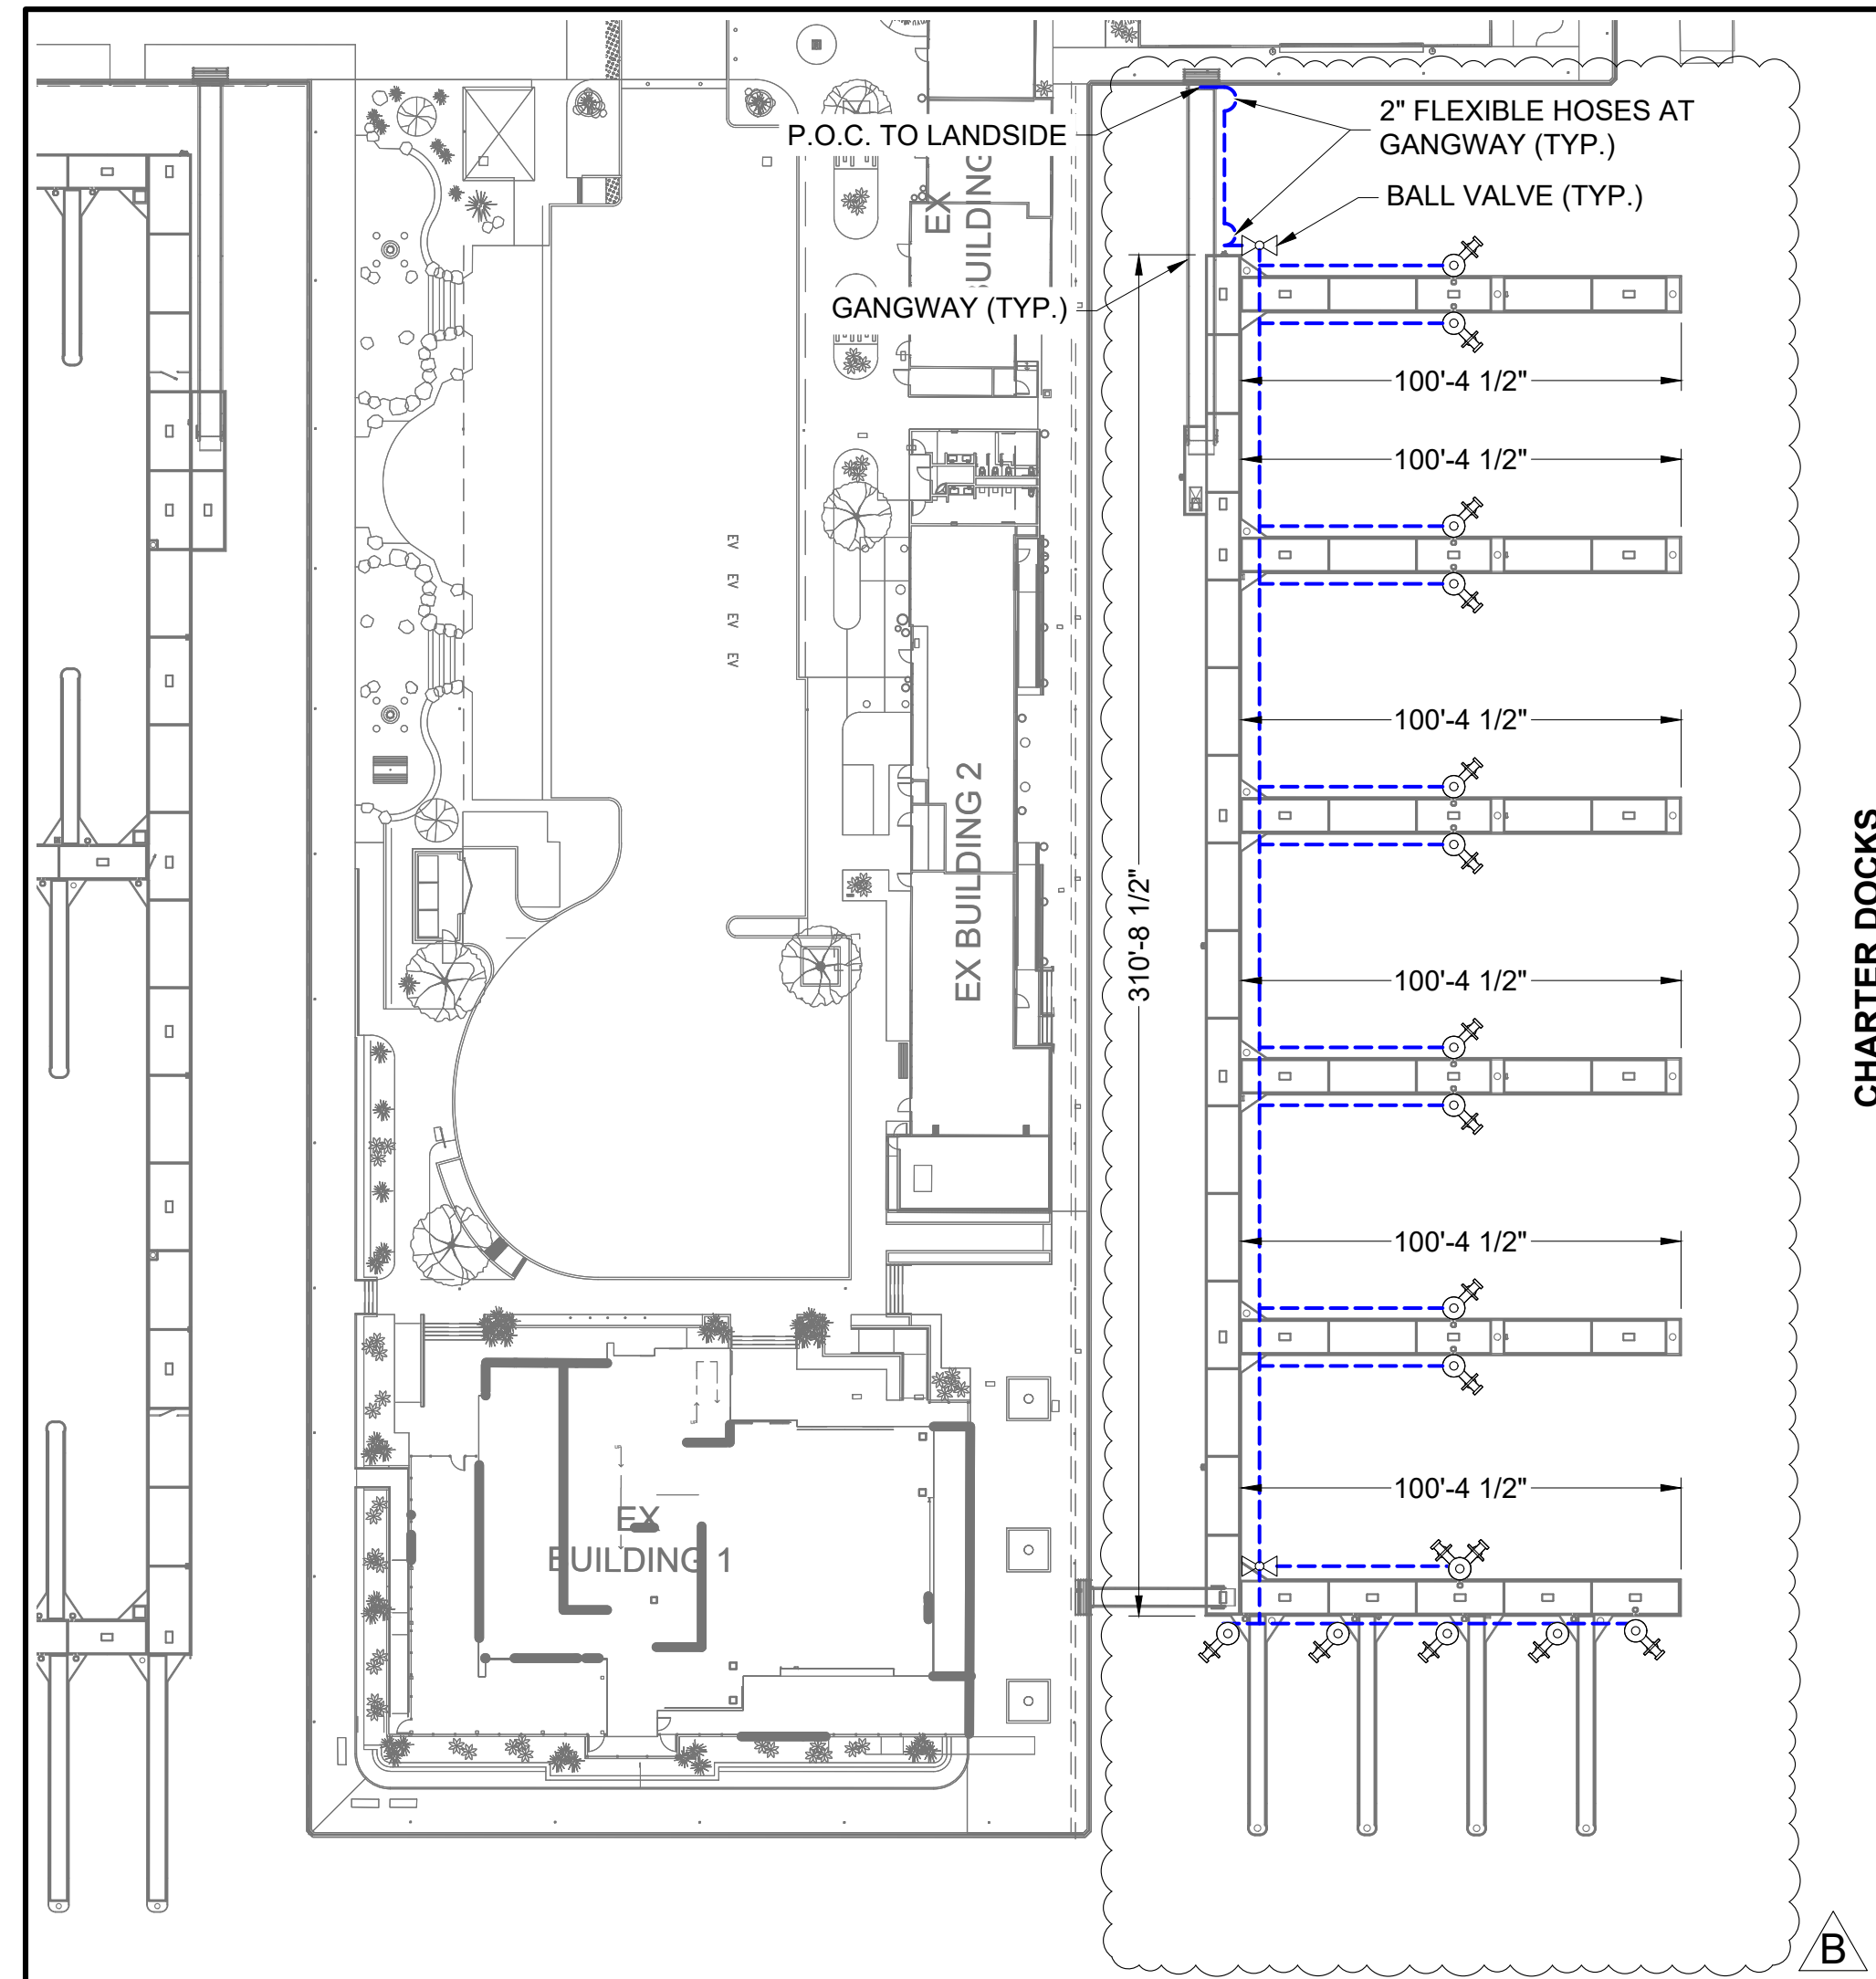 P.O.C. TO LANDSIDE
2" FLEXIBLE HOSES AT
GANGWAY (TYP.)
BALL VALVE (TYP.)
EX
BUILDING
GANGWAY (TYP.)
100'-4 1/2"
100'-4 1/2"
EV
EV
EV
EV
100'-4 1/2"
EX BUILDING 2
310'-8 1/2"
CHARTER DOCKS
100'-4 1/2"
100'-4 1/2"
100'-4 1/2"
EX
BUILDING 1
B